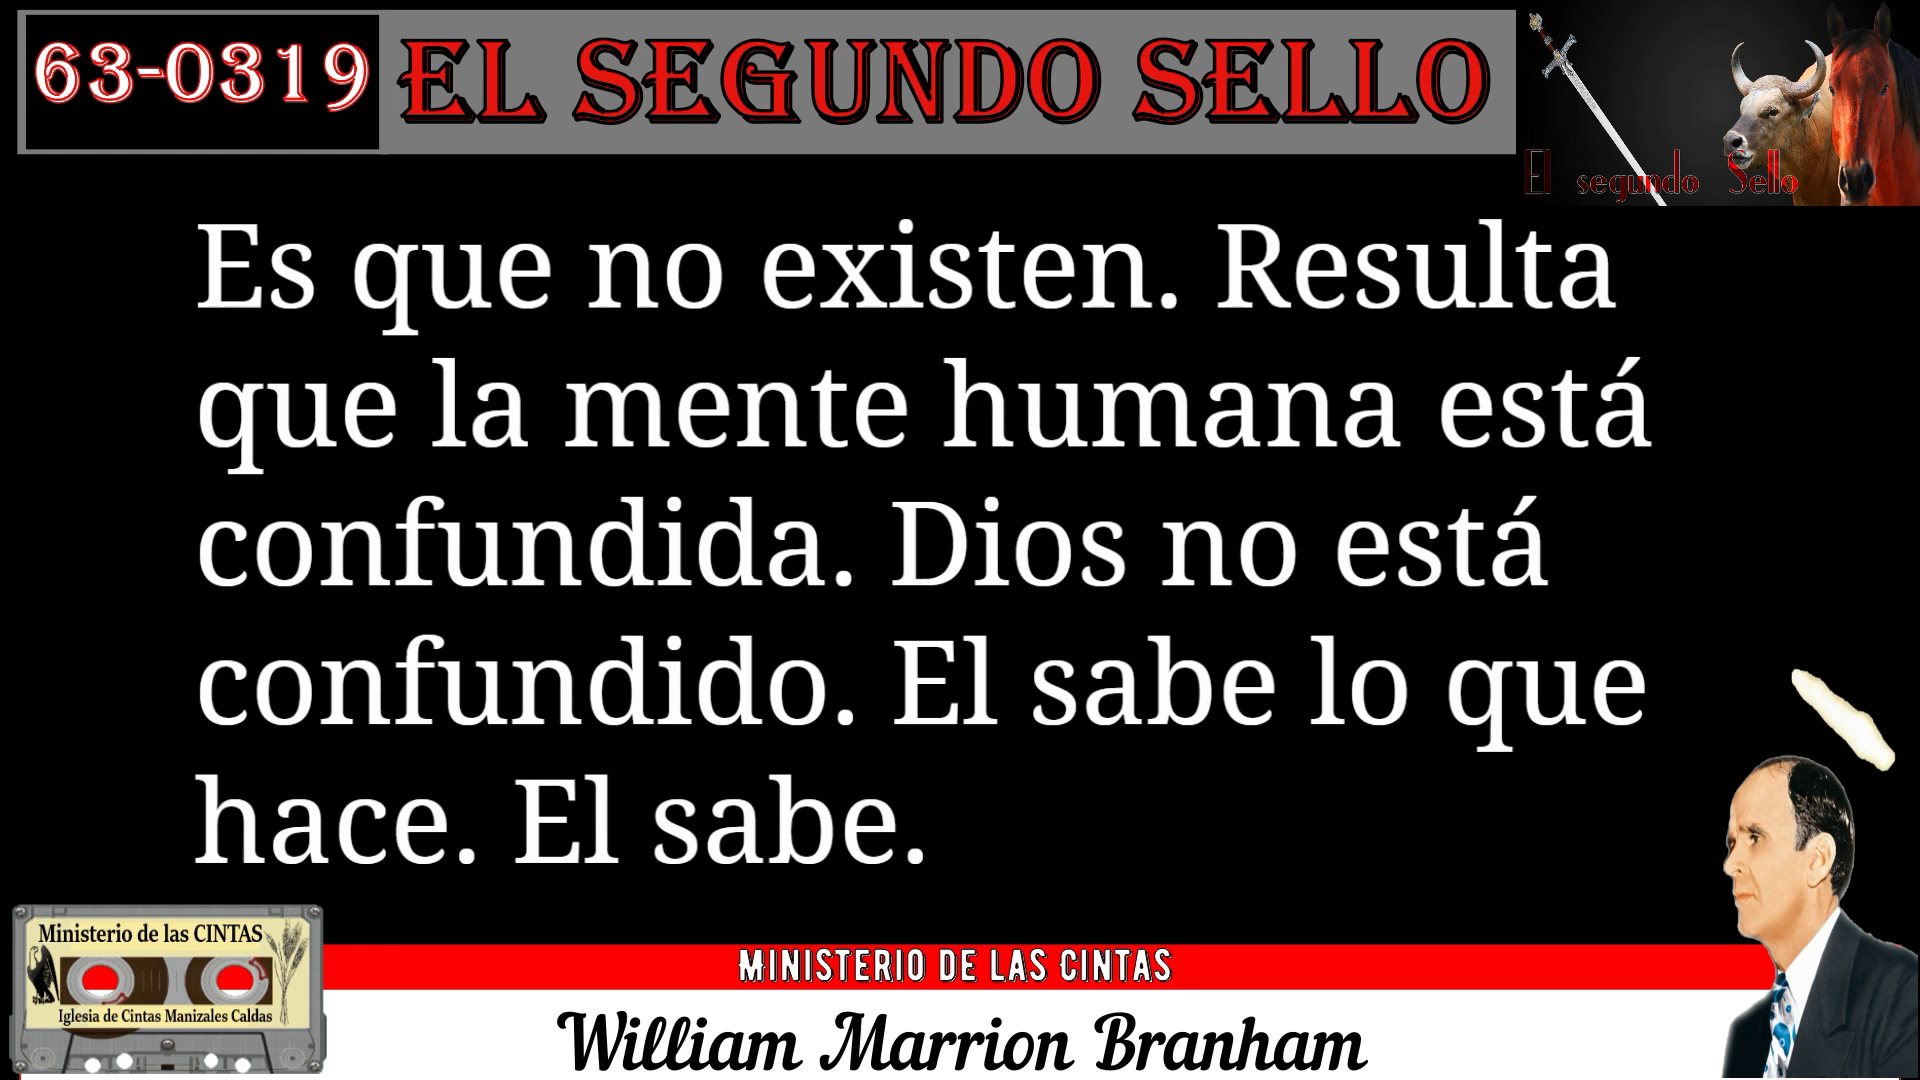 63-0319 EL SEGUNDO SELLO
El segundo Sello
Es que no existen. Resulta
que la mente humana está
confundida. Dios no está
confundido. El sabe lo que
hace. El sabe.
Ministerio de las CINTAS
Iglesia de Cintas Manizales Caldas
MINISTERIO DE LAS CINTAS
William Marrion Branham